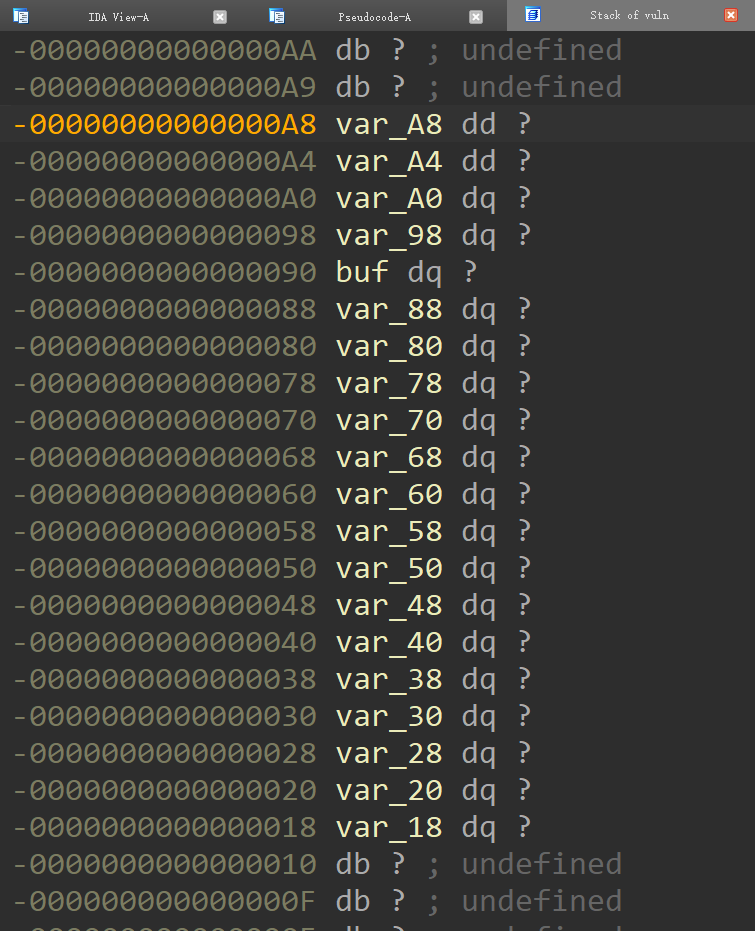 IDA View-A Pseudocode-A Stack of vuln
-00000000000000AA db ? ; undefined
-00000000000000A9 db ? ; undefined
-00000000000000A8 var_A8 dd ?
-00000000000000A4 var_A4 dd ?
-00000000000000A0 var_A0 dq ?
-0000000000000098 var_98 dq ?
-0000000000000090 buf dq ?
-0000000000000088 var_88 dq ?
-0000000000000080 var_80 dq ?
-0000000000000078 var_78 dq ?
-0000000000000070 var_70 dq ?
-0000000000000068 var_68 dq ?
-0000000000000060 var_60 dq ?
-0000000000000058 var_58 dq ?
-0000000000000050 var_50 dq ?
-0000000000000048 var_48 dq ?
-0000000000000040 var_40 dq ?
-0000000000000038 var_38 dq ?
-0000000000000030 var_30 dq ?
-0000000000000028 var_28 dq ?
-0000000000000020 var_20 dq ?
-0000000000000018 var_18 dq ?
-0000000000000010 db ? ; undefined
-000000000000000F db ? ; undefined